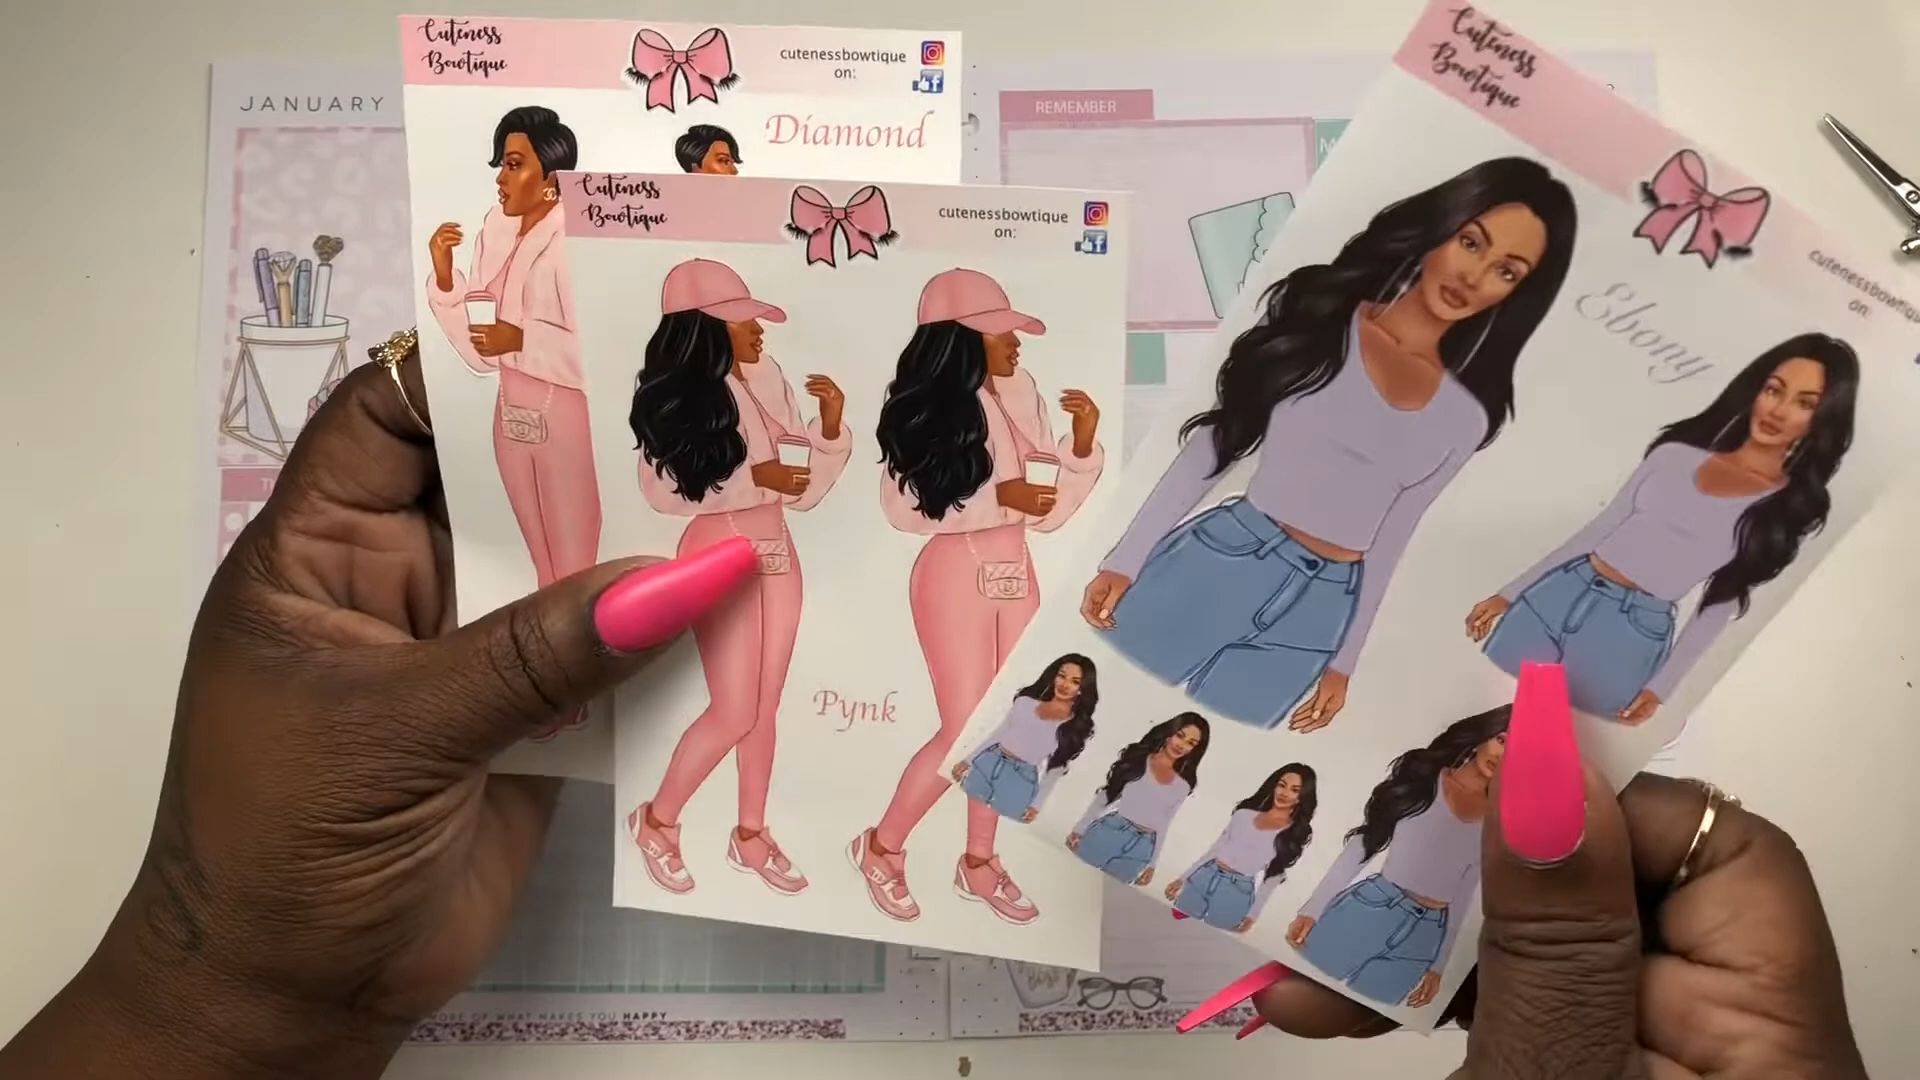 JANUARY
Cuteness
Bowtique
cutenessbowtique
on:
Diamond
Cuteness
Bowtique
cutenessbowtique
on:
Pynk
Cuteness
Bowtique
cutenessbowtique
on:
Ebony
REMEMBER
MORE OF WHAT MAKES YOU HAPPY